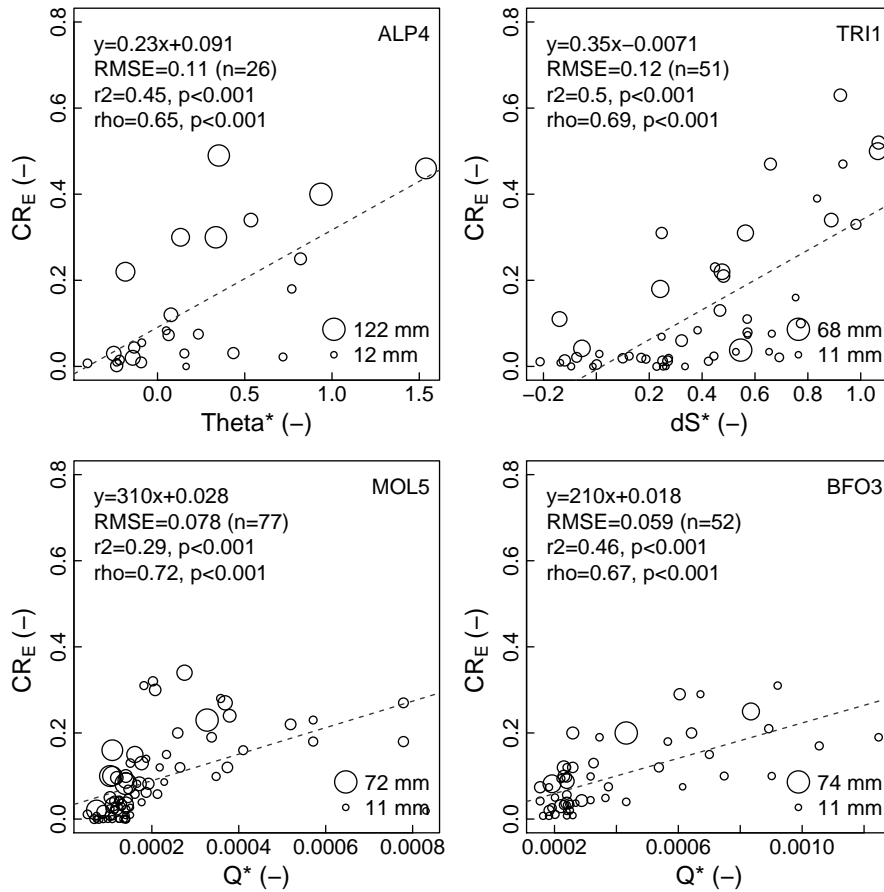 ALP4
y=0.23x+0.091
RMSE=0.11 (n=26)
r2=0.45, p<0.001
rho=0.65, p<0.001
CR_E (−)
0.0 0.2 0.4 0.6 0.8
122 mm
12 mm
0.0 0.5 1.0 1.5
Theta* (−)
TRI1
y=0.35x−0.0071
RMSE=0.12 (n=51)
r2=0.5, p<0.001
rho=0.69, p<0.001
CR_E (−)
0.0 0.2 0.4 0.6 0.8
68 mm
11 mm
−0.2 0.2 0.4 0.6 0.8 1.0
dS* (−)
MOL5
y=310x+0.028
RMSE=0.078 (n=77)
r2=0.29, p<0.001
rho=0.72, p<0.001
CR_E (−)
0.0 0.2 0.4 0.6 0.8
72 mm
11 mm
0.0002 0.0004 0.0006 0.0008
Q* (−)
BFO3
y=210x+0.018
RMSE=0.059 (n=52)
r2=0.46, p<0.001
rho=0.67, p<0.001
CR_E (−)
0.0 0.2 0.4 0.6 0.8
74 mm
11 mm
0.0002 0.0006 0.0010
Q* (−)